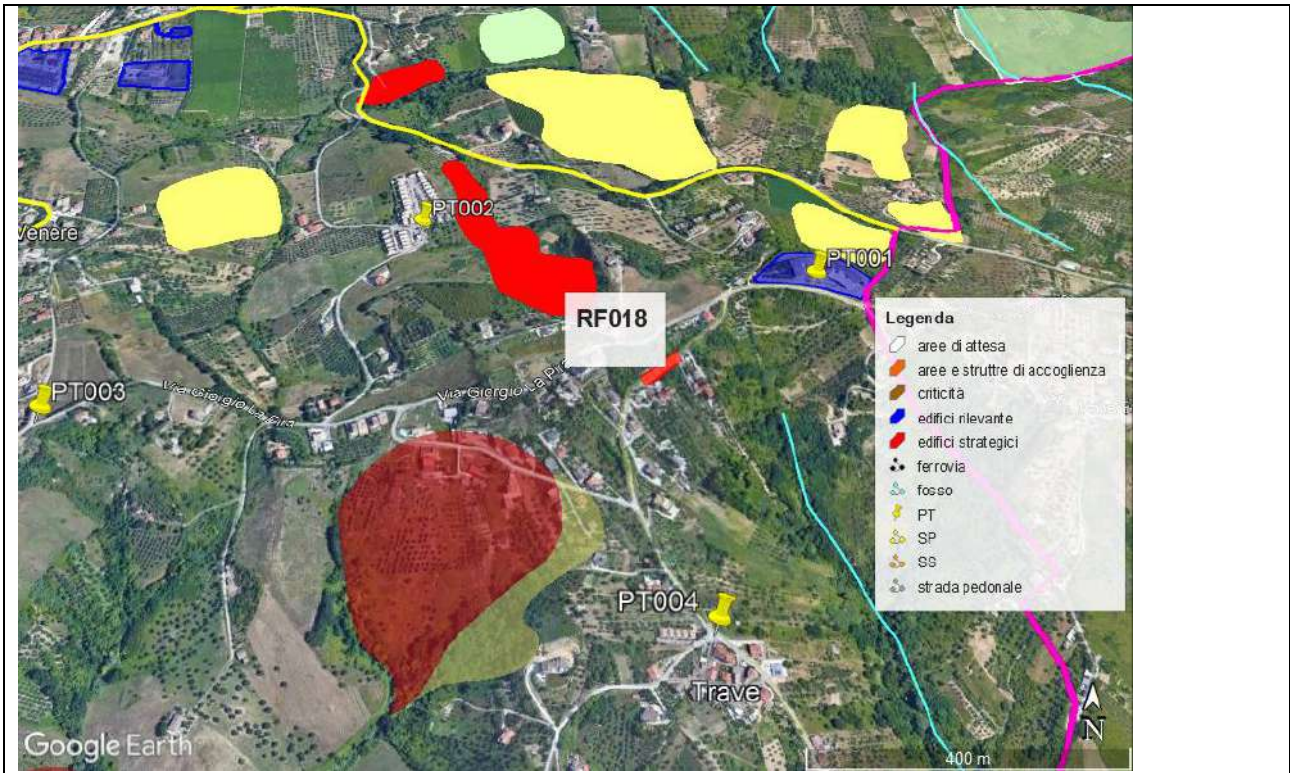 PT002
Venere
PT001
RF018
Legenda
aree di attesa
aree e struttre di accoglienza
criticità
edifici rilevante
edifici strategici
ferrovia
fosso
PT
SP
SS
strada pedonale
PT003
Via Giorgio La Pira
Via Giorgio La Pira
PT004
Trave
N
Google Earth
400 m